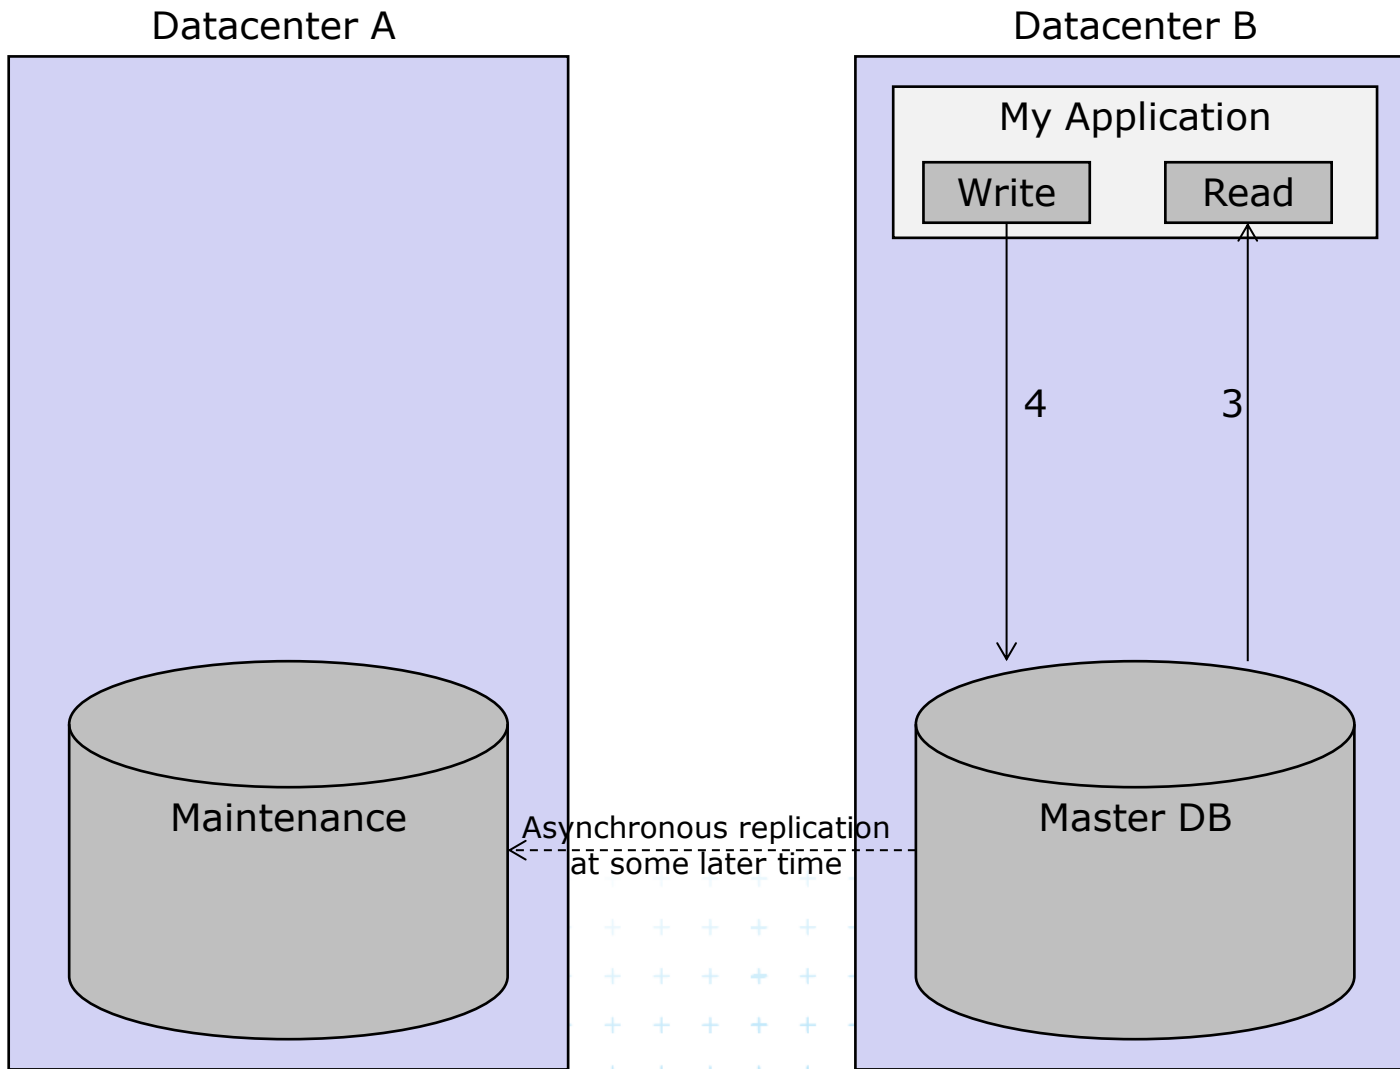 Datacenter A
Datacenter B
My Application
Write
Read
4
3
Maintenance
Master DB
Asynchronous replication
at some later time